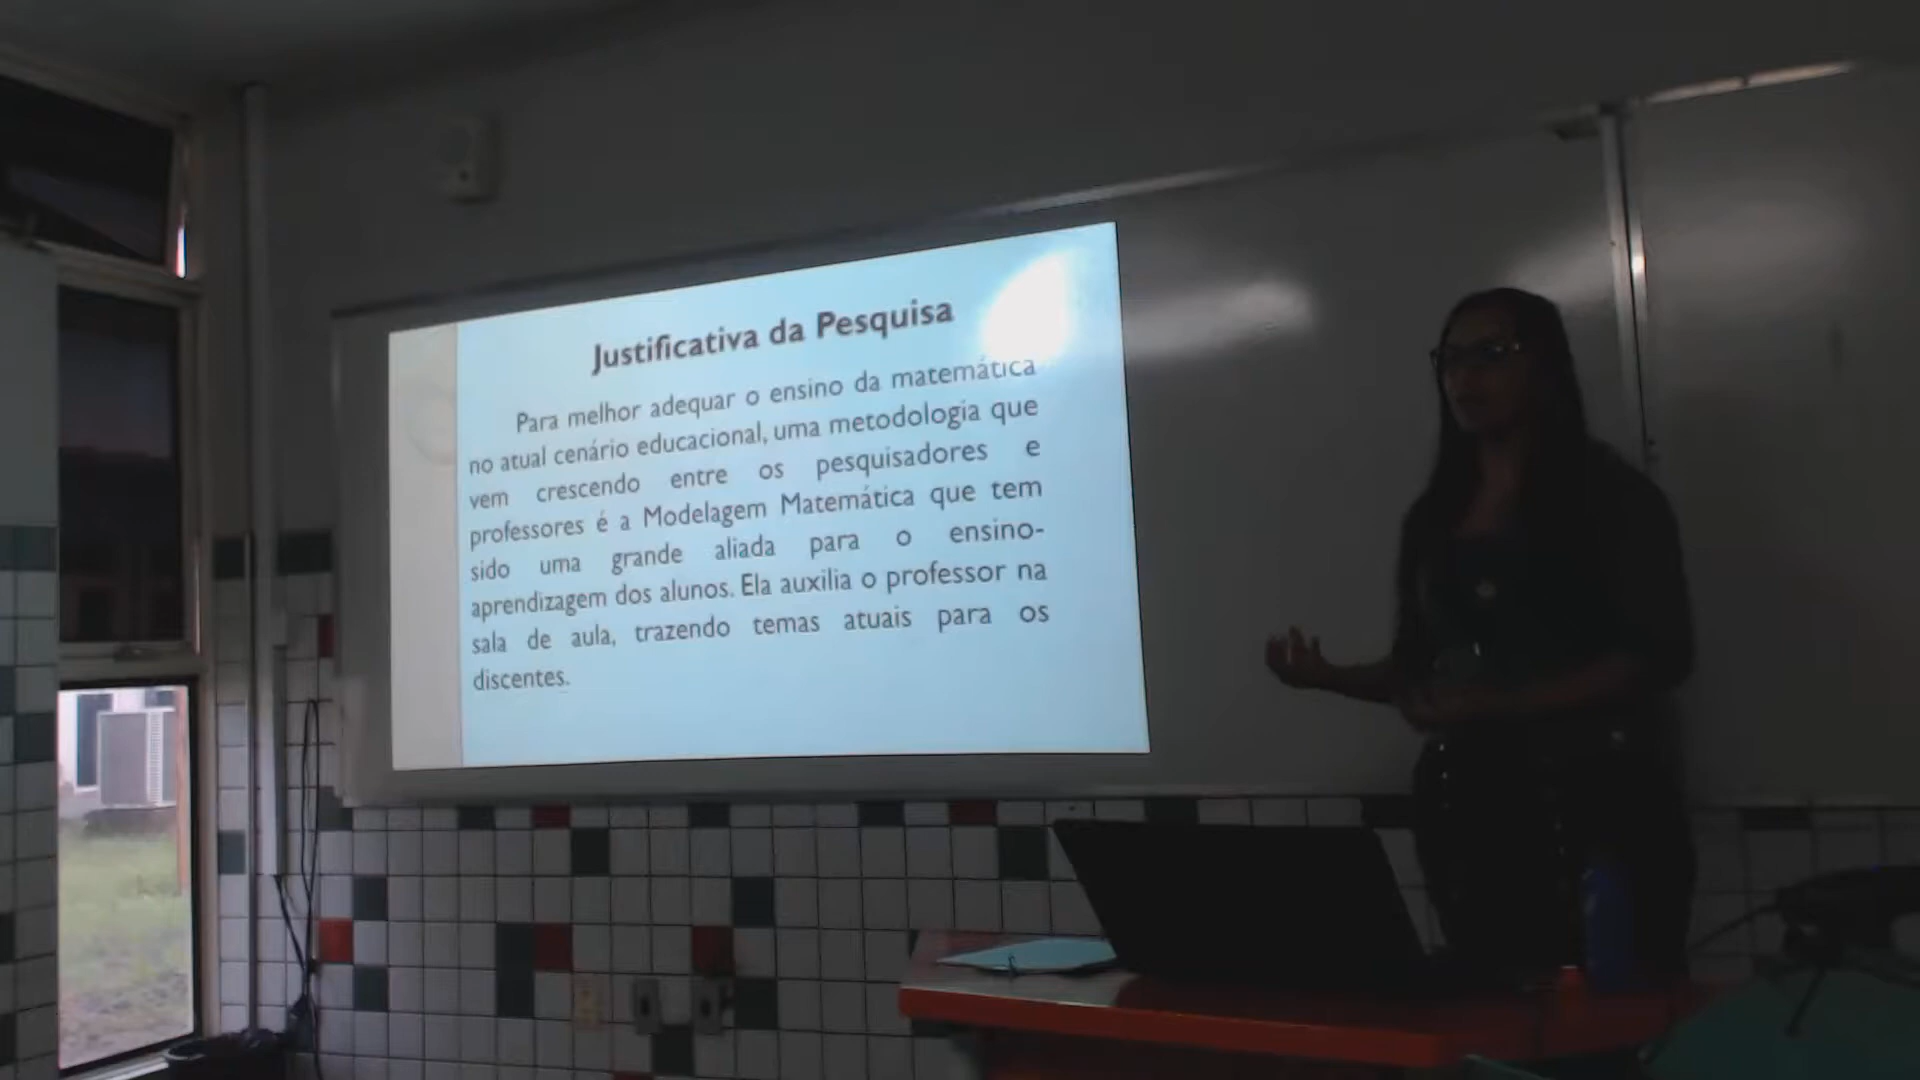 Justificativa da Pesquisa
Para melhor adequar o ensino da matemática
no atual cenário educacional, uma metodologia que
vem crescendo entre os pesquisadores e
professores é a Modelagem Matemática que tem
sido uma grande aliada para o ensino-
aprendizagem dos alunos. Ela auxilia o professor na
sala de aula, trazendo temas atuais para os
discentes.